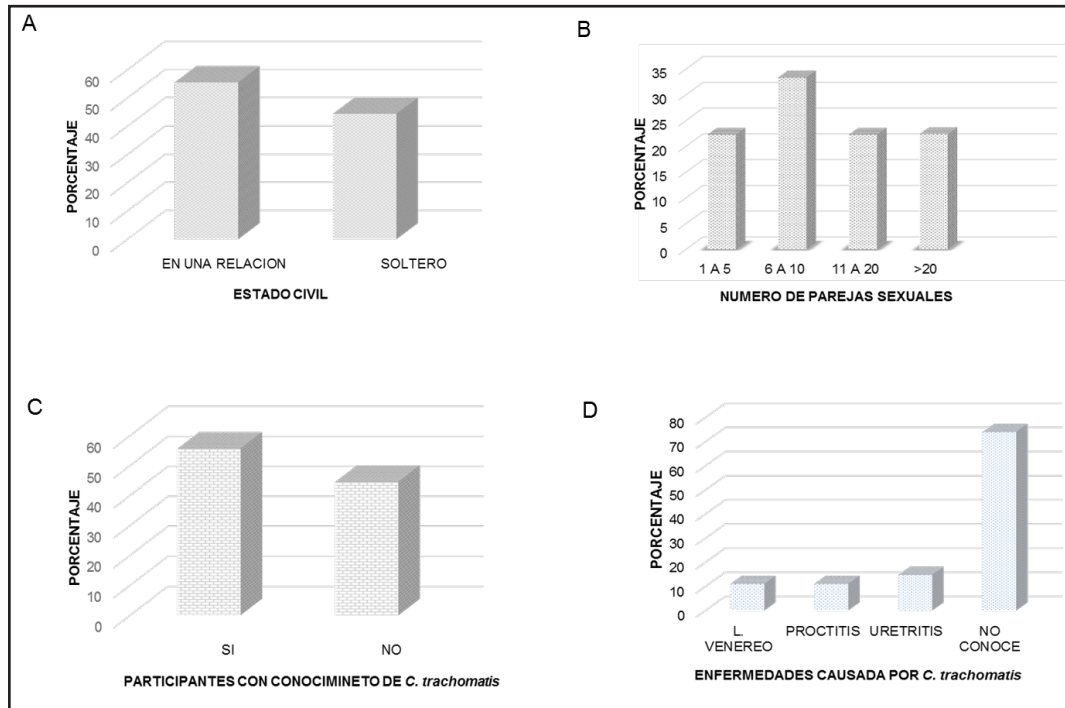 A
PORCENTAJE
60
50
40
30
20
10
0
EN UNA RELACION
SOLTERO
ESTADO CIVIL
B
PORCENTAJE
35
30
25
20
15
10
5
0
1 A 5
6 A 10
11 A 20
>20
NUMERO DE PAREJAS SEXUALES
C
PORCENTAJE
60
50
40
30
20
10
0
SI
NO
PARTICIPANTES CON CONOCIMINETO DE C. trachomatis
D
PORCENTAJE
80
70
60
50
40
30
20
10
0
L.
VENEREO
PROCTITIS
URETRITIS
NO
CONOCE
ENFERMEDADES CAUSADA POR C. trachomatis